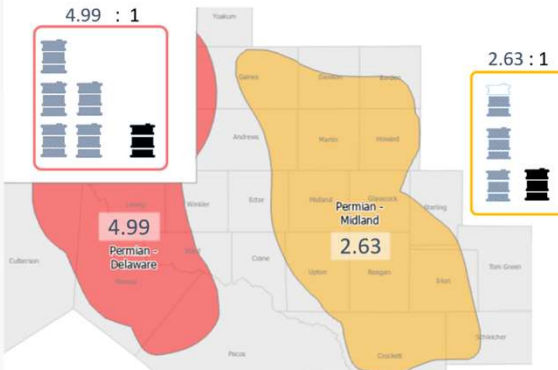 4.99 : 1
Yoakum
2.63 : 1
Gaines
Dawson
Borden
Andrews
Martin
Howard
Winkler
Ector
Midland
Glasscock
Sterling
4.99
Permian -
Delaware
Permian -
Midland
2.63
Ward
Culberson
Crane
Upton
Reagan
Irion
Tom Green
Reeves
Schleicher
Pecos
Crockett